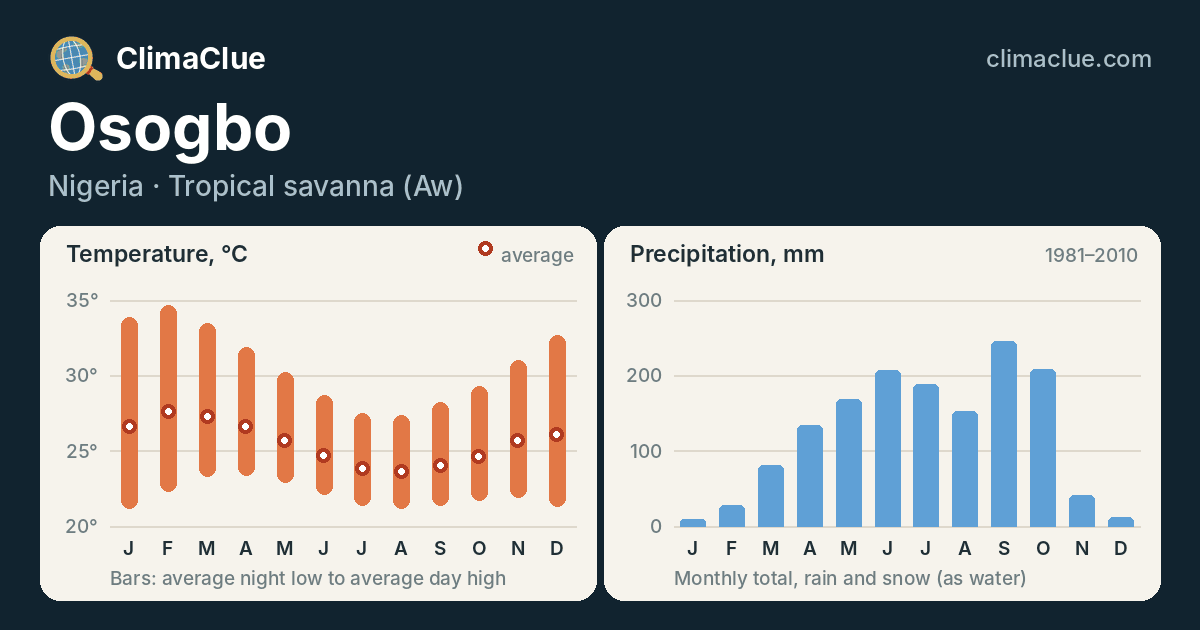 ClimaClue
climaclue.com
Osogbo
Nigeria · Tropical savanna (Aw)
Temperature, °C
average
35°
30°
25°
20°
J F M A M J J A S O N D
Bars: average night low to average day high
Precipitation, mm
1981–2010
300
200
100
0
J F M A M J J A S O N D
Monthly total, rain and snow (as water)